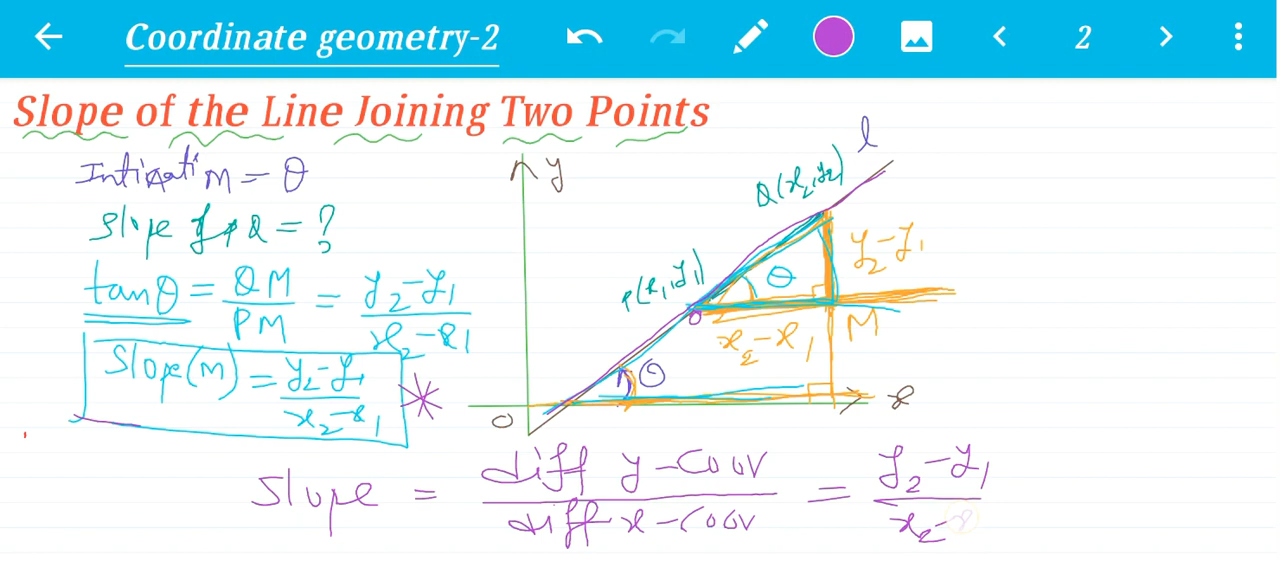 Coordinate geometry-2
2
Slope of the Line Joining Two Points
= θ
Slope of PQ = ?
tanθ = QM/PM = y₂-y₁/x₂-x₁
Slope(M) = y₂-y₁/x₂-x₁
y
l
Q(x₂,y₂)
P(x₁,y₁)
θ
y₂-y₁
x₂-x₁
M
θ
O
x
Slope = diff y-coor/diff x-coor = y₂-y₁/x₂-x